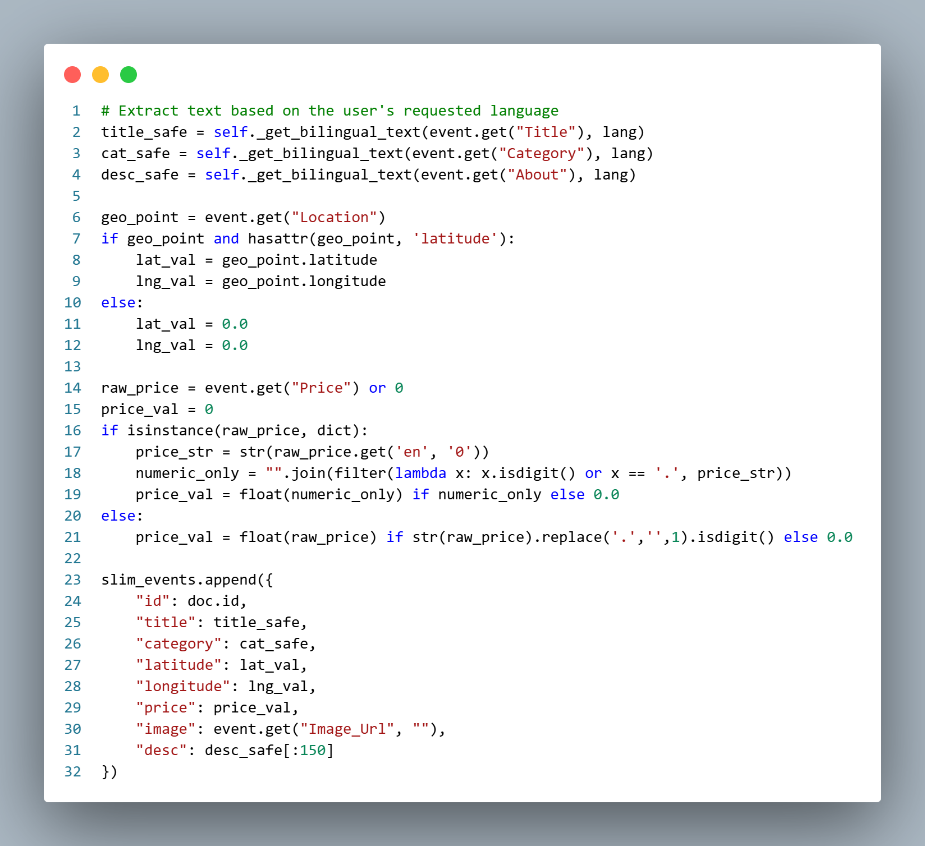 1 # Extract text based on the user's requested language
2 title_safe = self._get_bilingual_text(event.get("Title"), lang)
3 cat_safe = self._get_bilingual_text(event.get("Category"), lang)
4 desc_safe = self._get_bilingual_text(event.get("About"), lang)
5
6 geo_point = event.get("Location")
7 if geo_point and hasattr(geo_point, 'latitude'):
8     lat_val = geo_point.latitude
9     lng_val = geo_point.longitude
10 else:
11     lat_val = 0.0
12     lng_val = 0.0
13
14 raw_price = event.get("Price") or 0
15 price_val = 0
16 if isinstance(raw_price, dict):
17     price_str = str(raw_price.get('en', '0'))
18     numeric_only = "".join(filter(lambda x: x.isdigit() or x == '.', price_str))
19     price_val = float(numeric_only) if numeric_only else 0.0
20 else:
21     price_val = float(raw_price) if str(raw_price).replace('.','',1).isdigit() else 0.0
22
23 slim_events.append({
24     "id": doc.id,
25     "title": title_safe,
26     "category": cat_safe,
27     "latitude": lat_val,
28     "longitude": lng_val,
29     "price": price_val,
30     "image": event.get("Image_Url", ""),
31     "desc": desc_safe[:150]
32 })